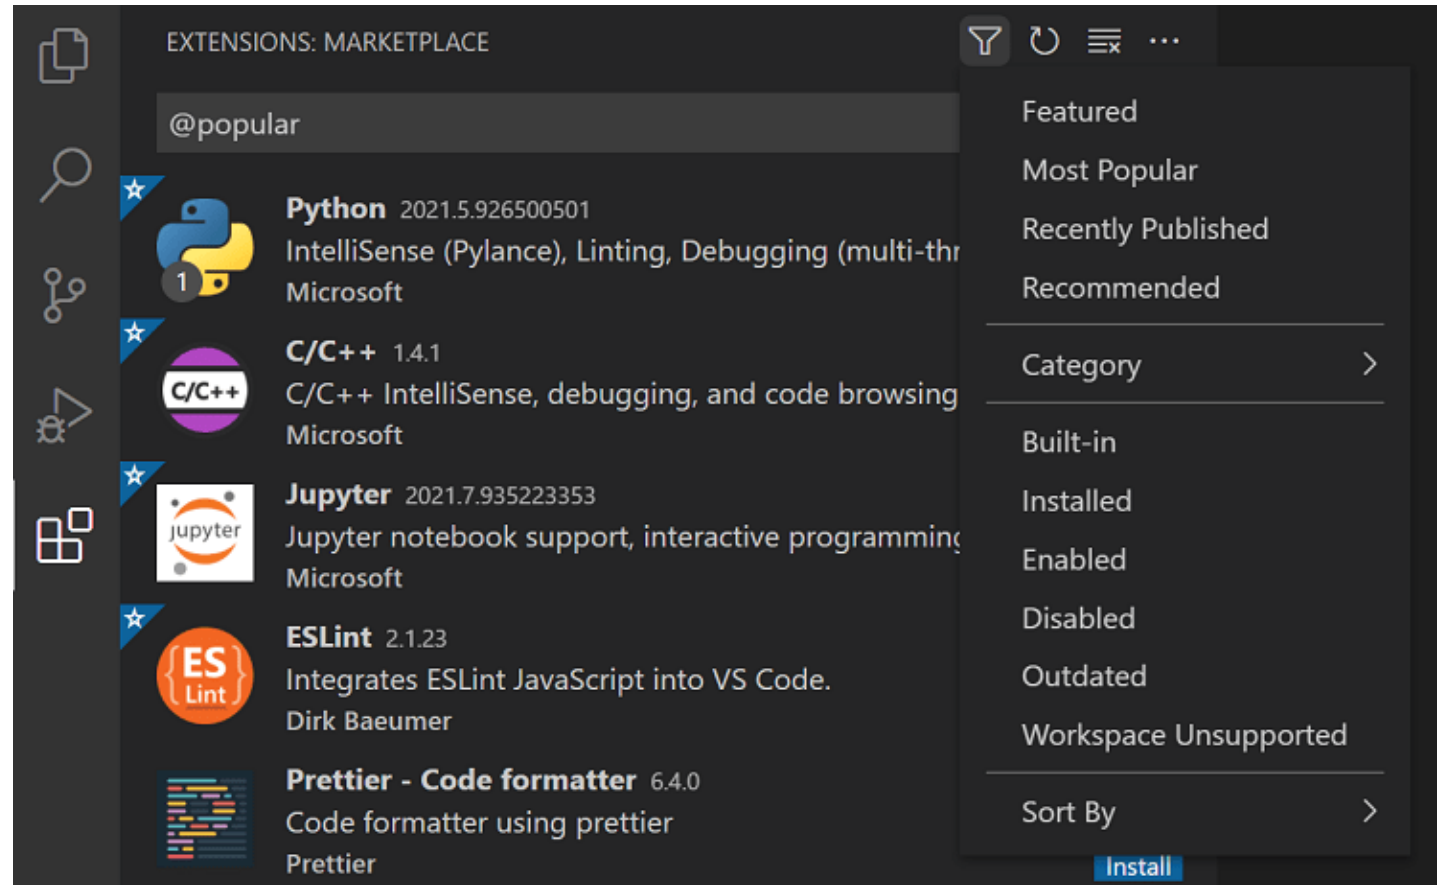 EXTENSIONS: MARKETPLACE
@popular
Python 2021.5.926500501
IntelliSense (Pylance), Linting, Debugging (multi-thr
Microsoft
1
C/C++ 1.4.1
C/C++ IntelliSense, debugging, and code browsing
Microsoft
C/C++
Jupyter 2021.7.935223353
Jupyter notebook support, interactive programming
Microsoft
jupyter
ESLint 2.1.23
Integrates ESLint JavaScript into VS Code.
Dirk Baeumer
{ES
Lint}
Prettier - Code formatter 6.4.0
Code formatter using prettier
Prettier
Install
Featured
Most Popular
Recently Published
Recommended
Category
Built-in
Installed
Enabled
Disabled
Outdated
Workspace Unsupported
Sort By